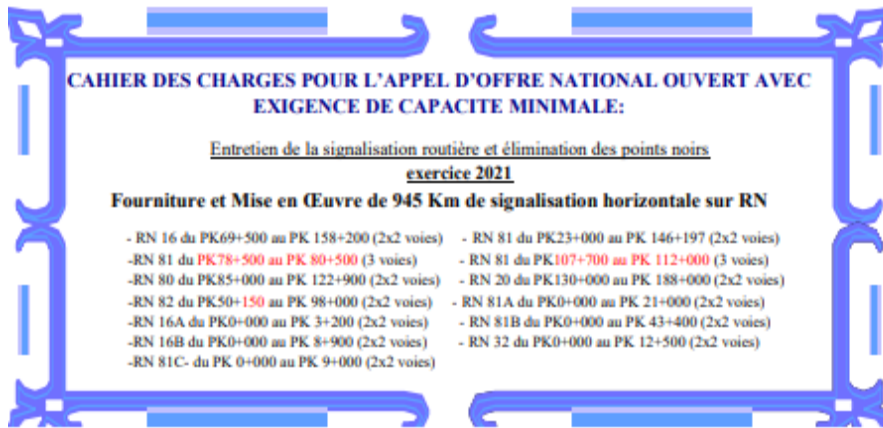 CAHIER DES CHARGES POUR L'APPEL D'OFFRE NATIONAL OUVERT AVEC
EXIGENCE DE CAPACITE MINIMALE:
Entretien de la signalisation routière et élimination des points noirs
exercice 2021
Fourniture et Mise en Œuvre de 945 Km de signalisation horizontale sur RN
- RN 16 du PK69+500 au PK 158+200 (2x2 voies)
-RN 81 du PK78+500 au PK 80+500 (3 voies)
-RN 80 du PK85+000 au PK 122+900 (2x2 voies)
-RN 82 du PK50+150 au PK 98+000 (2x2 voies)
-RN 16A du PK0+000 au PK 3+200 (2x2 voies)
-RN 16B du PK0+000 au PK 8+900 (2x2 voies)
-RN 81C- du PK 0+000 au PK 9+000 (2x2 voies)
- RN 81 du PK23+000 au PK 146+197 (2x2 voies)
- RN 81 du PK107+700 au PK 112+000 (3 voies)
- RN 20 du PK130+000 au PK 188+000 (2x2 voies)
- RN 81A du PK0+000 au PK 21+000 (2x2 voies)
- RN 81B du PK0+000 au PK 43+400 (2x2 voies)
- RN 32 du PK0+000 au PK 12+500 (2x2 voies)